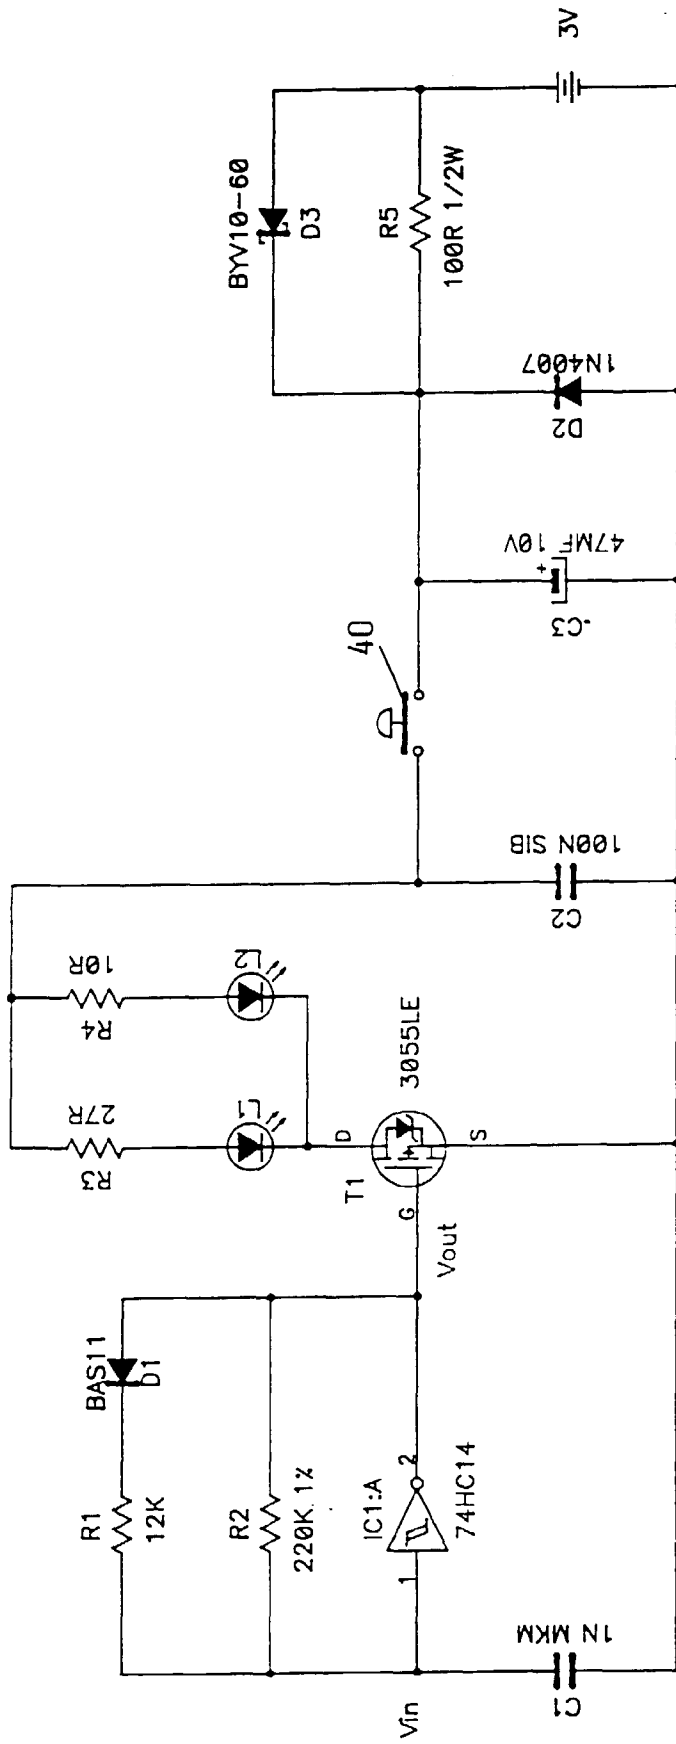 3V
BYV10-60
D3
R5
100R 1/2W
1N4007
D2
47MF 10V
.C3
40
100N SIB
C2
10R
R4
L2
27R
R3
L1
3055LE
D
S
T1
G
Vout
BAS11
D1
R1
12K
R2
220K.1%
IC1:A
2
1
74HC14
1N MKM
C1
Vin